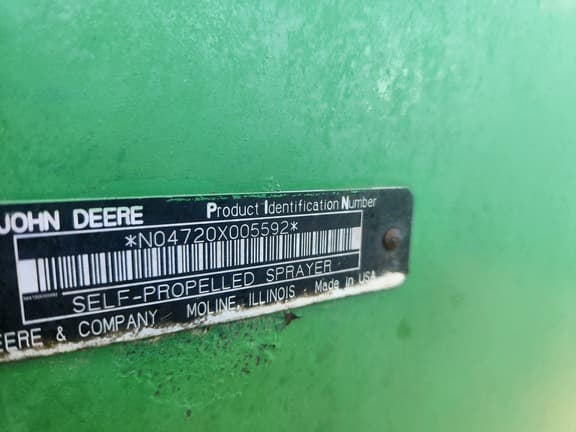 JOHN DEERE Product Identification Number
*N04720X005592*
SELF-PROPELLED SPRAYER
EERE & COMPANY MOLINE, ILLINOIS Made in USA